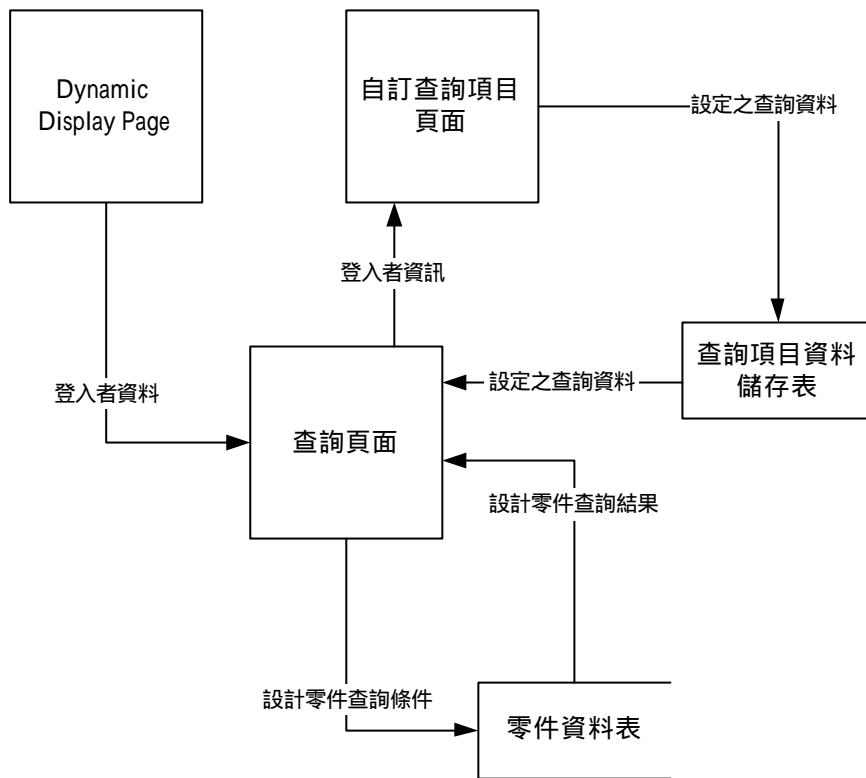 Dynamic
Display Page
自訂查詢項目
頁面
設定之查詢資料
登入者資訊
查詢項目資料
儲存表
設定之查詢資料
登入者資料
查詢頁面
設計零件查詢結果
設計零件查詢條件
零件資料表